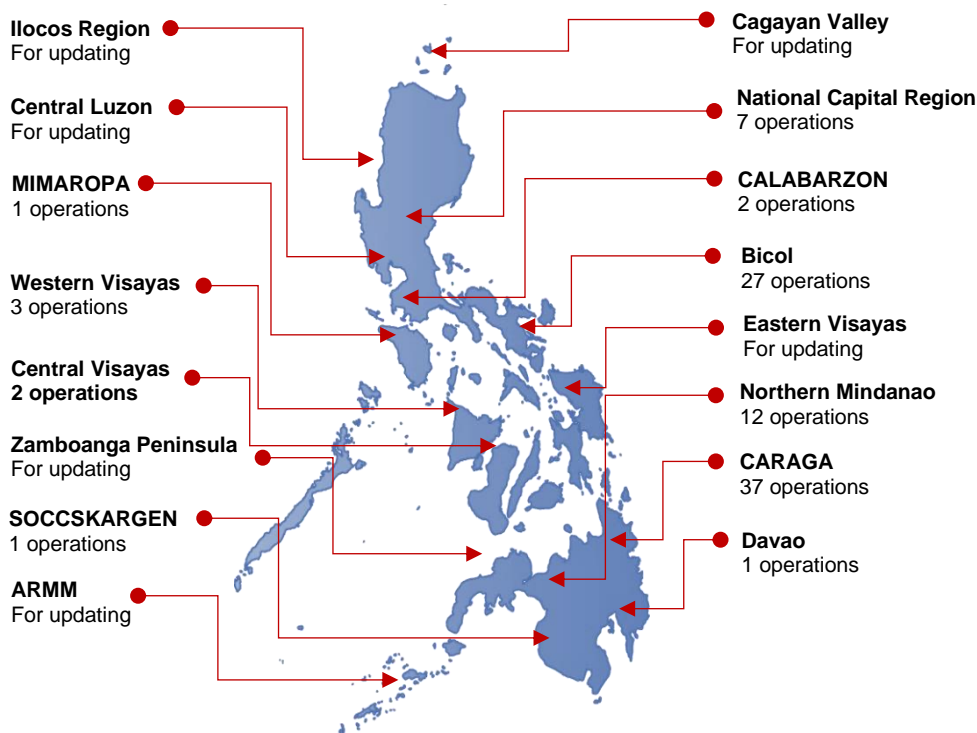 Ilocos Region
For updating
Central Luzon
For updating
MIMAROPA
1 operations
Western Visayas
3 operations
Central Visayas
2 operations
Zamboanga Peninsula
For updating
SOCCSKARGEN
1 operations
ARMM
For updating
Cagayan Valley
For updating
National Capital Region
7 operations
CALABARZON
2 operations
Bicol
27 operations
Eastern Visayas
For updating
Northern Mindanao
12 operations
CARAGA
37 operations
Davao
1 operations